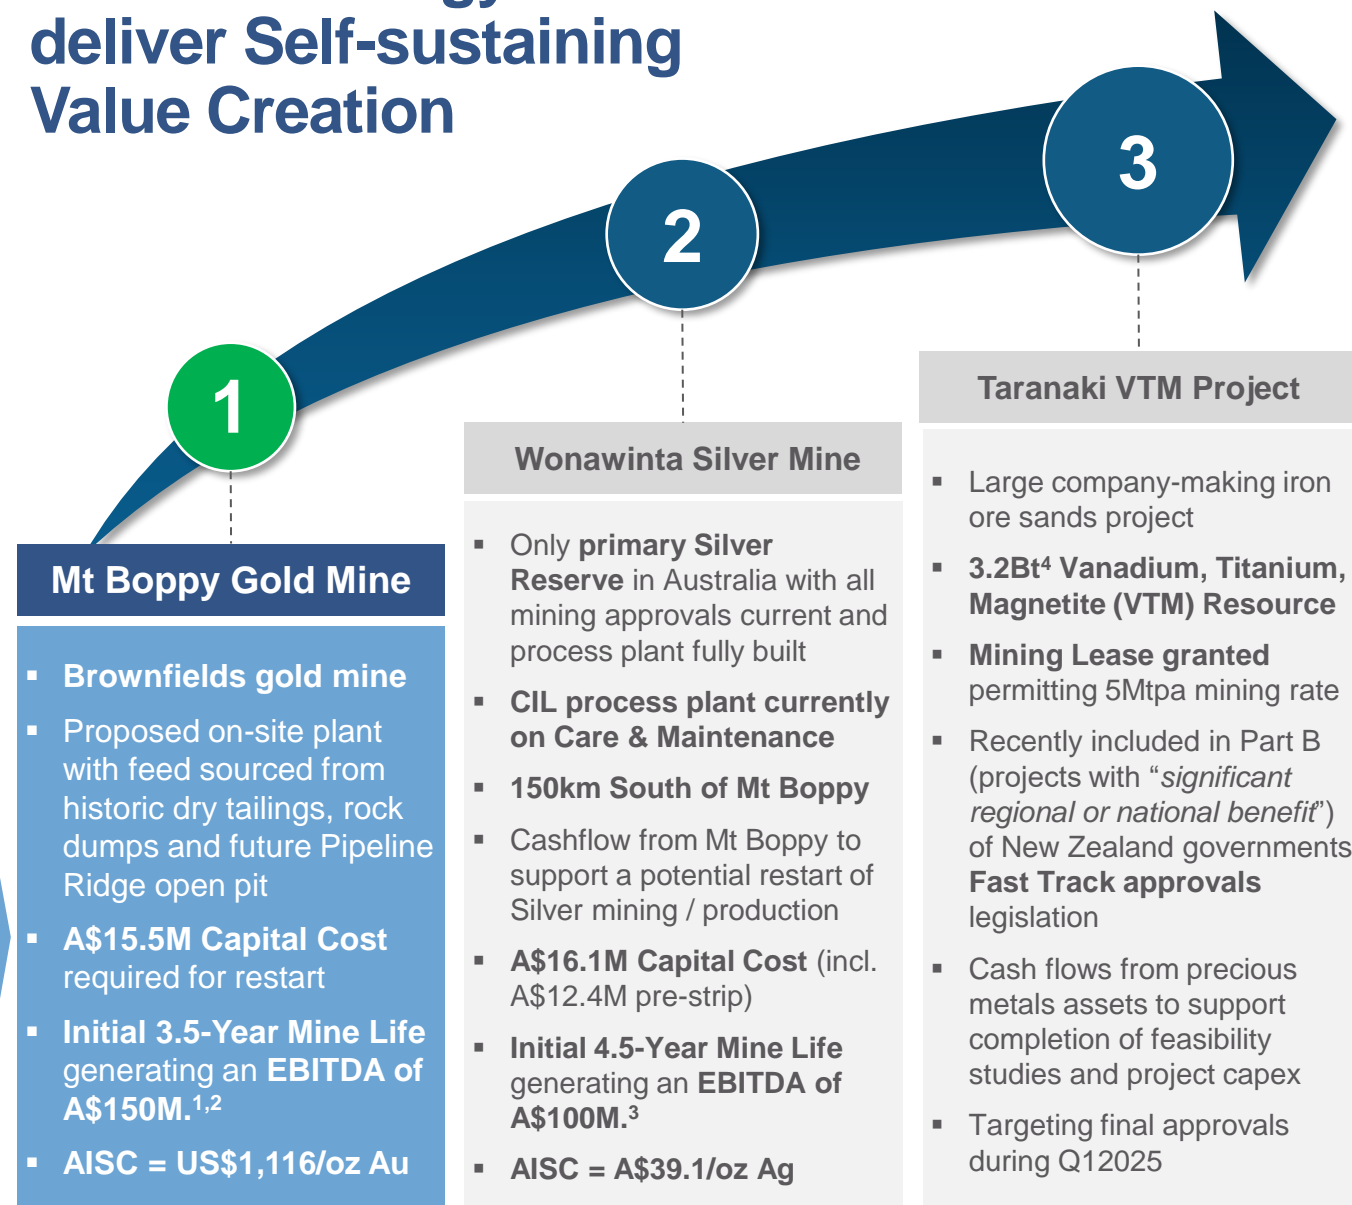 deliver Self-sustaining
Value Creation
1
2
3
Mt Boppy Gold Mine
▪ Brownfields gold mine
▪ Proposed on-site plant
with feed sourced from
historic dry tailings, rock
dumps and future Pipeline
Ridge open pit
▪ A$15.5M Capital Cost
required for restart
▪ Initial 3.5-Year Mine Life
generating an EBITDA of
A$150M.1,2
▪ AISC = US$1,116/oz Au
Wonawinta Silver Mine
▪ Only primary Silver
Reserve in Australia with all
mining approvals current and
process plant fully built
▪ CIL process plant currently
on Care & Maintenance
▪ 150km South of Mt Boppy
▪ Cashflow from Mt Boppy to
support a potential restart of
Silver mining / production
▪ A$16.1M Capital Cost (incl.
A$12.4M pre-strip)
▪ Initial 4.5-Year Mine Life
generating an EBITDA of
A$100M.3
▪ AISC = A$39.1/oz Ag
Taranaki VTM Project
▪ Large company-making iron
ore sands project
▪ 3.2Bt4 Vanadium, Titanium,
Magnetite (VTM) Resource
▪ Mining Lease granted
permitting 5Mtpa mining rate
▪ Recently included in Part B
(projects with “significant
regional or national benefit”)
of New Zealand governments
Fast Track approvals
legislation
▪ Cash flows from precious
metals assets to support
completion of feasibility
studies and project capex
▪ Targeting final approvals
during Q12025